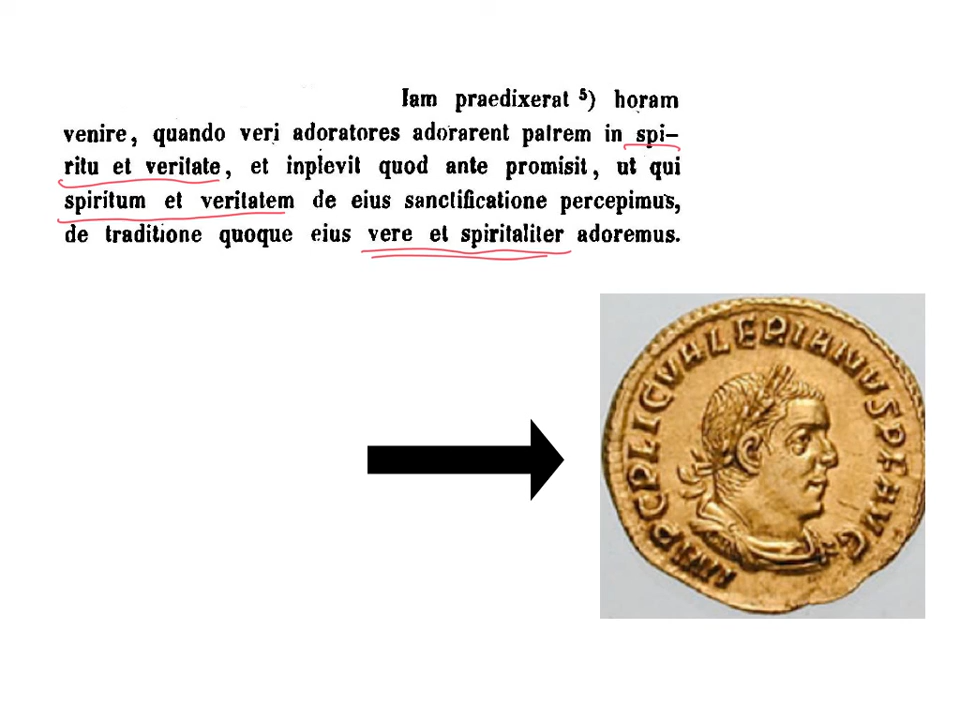 Iam praedixerat ⁵) horam
venire, quando veri adoratores adorarent patrem in spi–
ritu et veritate, et inplevit quod ante promisit, ut qui
spiritum et veritatem de eius sanctificatione percepimus,
de traditione quoque eius vere et spiritaliter adoremus.
IMPCPLICVALERIANVSPFAVG